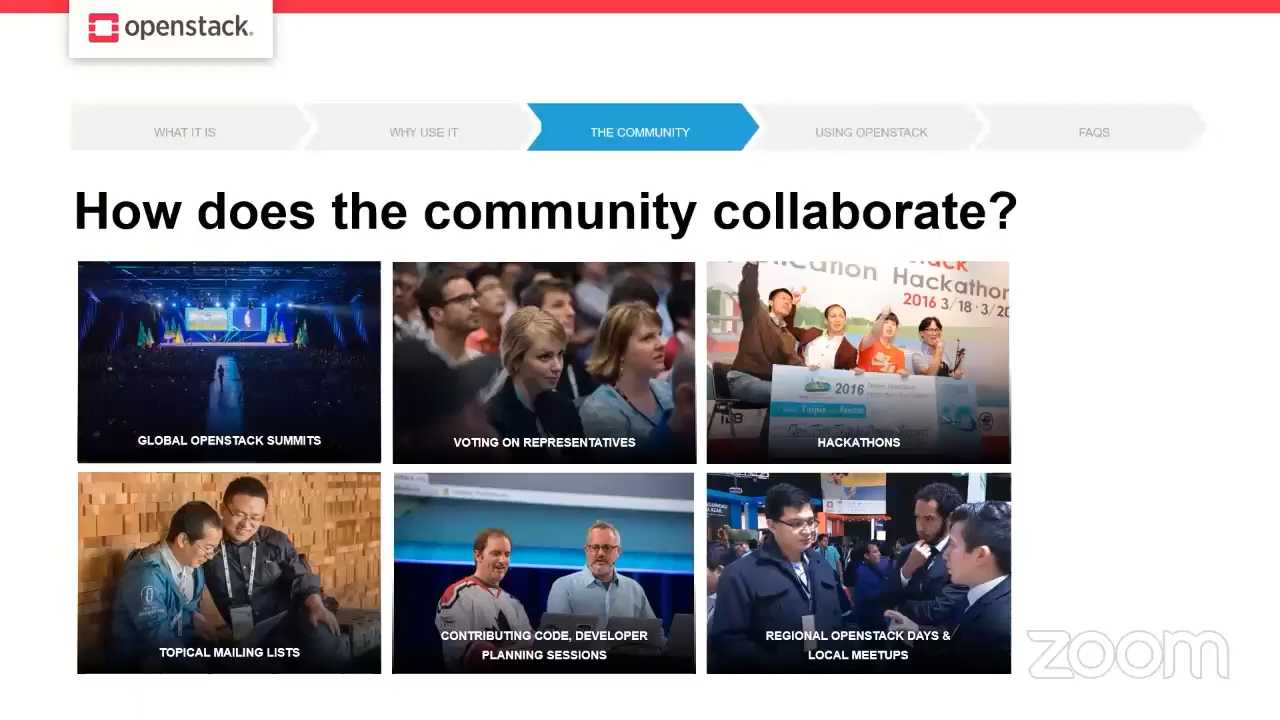 openstack.
WHAT IT IS
WHY USE IT
THE COMMUNITY
USING OPENSTACK
FAQS
How does the community collaborate?
Hackathon
2016 3/18
2016
Taipei
Austin
GLOBAL OPENSTACK SUMMITS
VOTING ON REPRESENTATIVES
HACKATHONS
TOPICAL MAILING LISTS
CONTRIBUTING CODE, DEVELOPER
PLANNING SESSIONS
REGIONAL OPENSTACK DAYS &
LOCAL MEETUPS
zoom